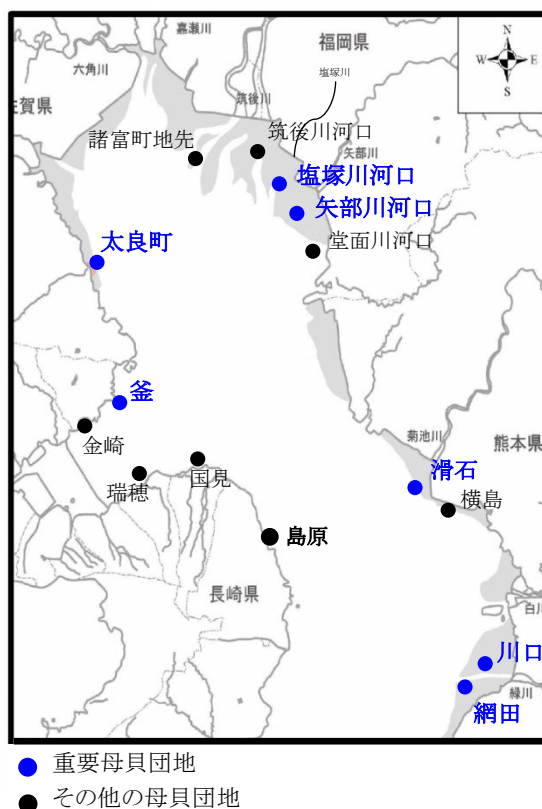 嘉瀬川
福岡県
N
W E
S
六角川
佐賀県
筑後川
塩塚川
諸富町地先
筑後川河口
矢部川
塩塚川河口
矢部川河口
太良町
堂面川河口
釜
菊池川
熊本県
金崎
滑石
国見
瑞穂
横島
島原
長崎県
白川
川口
緑川
網田
重要母貝団地
その他の母貝団地